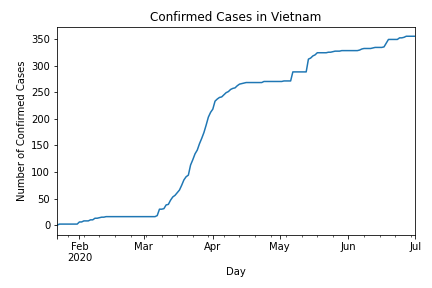 Confirmed Cases in Vietnam
Number of Confirmed Cases
350
300
250
200
150
100
50
0
Feb Mar Apr May Jun Jul
2020
Day